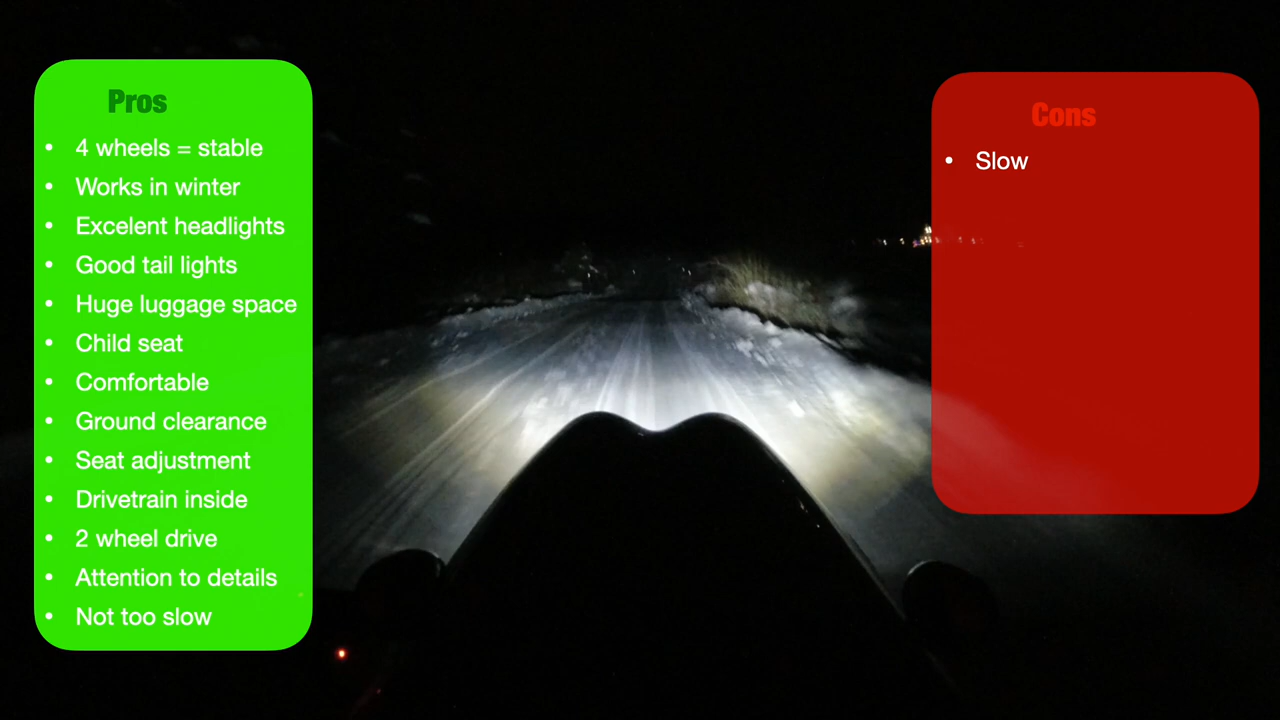 Pros
• 4 wheels = stable
• Works in winter
• Excelent headlights
• Good tail lights
• Huge luggage space
• Child seat
• Comfortable
• Ground clearance
• Seat adjustment
• Drivetrain inside
• 2 wheel drive
• Attention to details
• Not too slow
Cons
• Slow